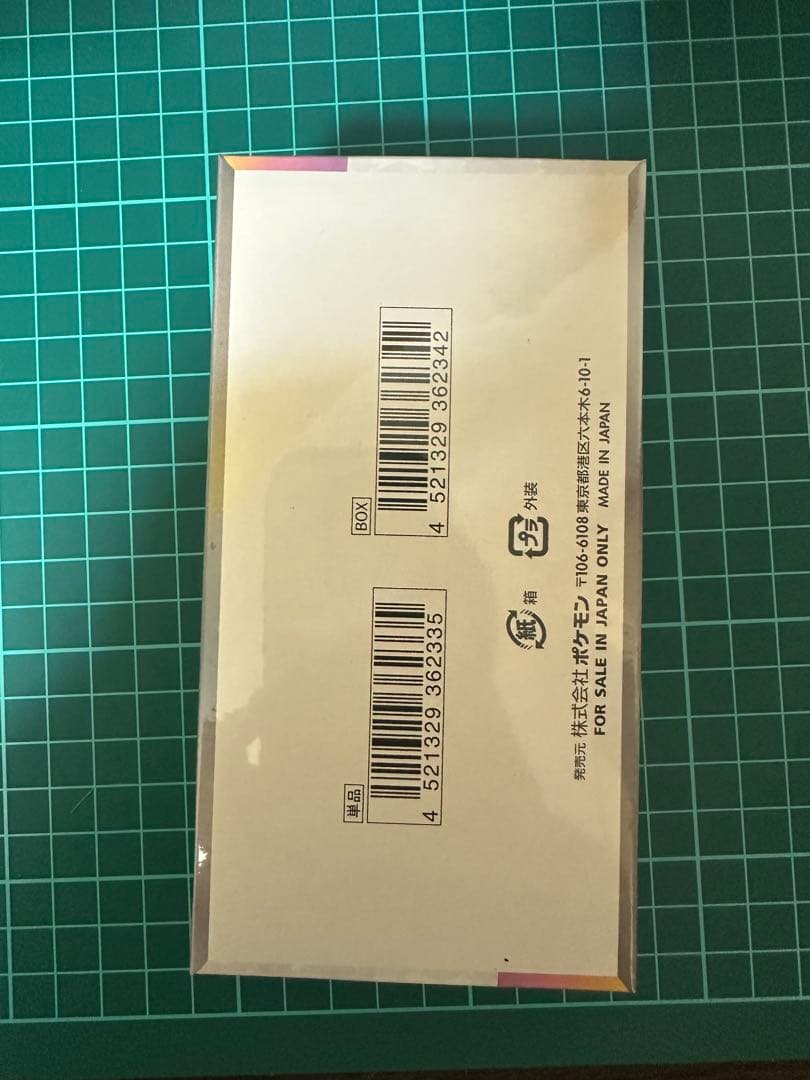 単品
4 521329 362335
BOX
4 521329 362342
紙 箱 プラ 外装
発売元 株式会社ポケモン 〒106-6108 東京都港区六本木6-10-1
FOR SALE IN JAPAN ONLY MADE IN JAPAN